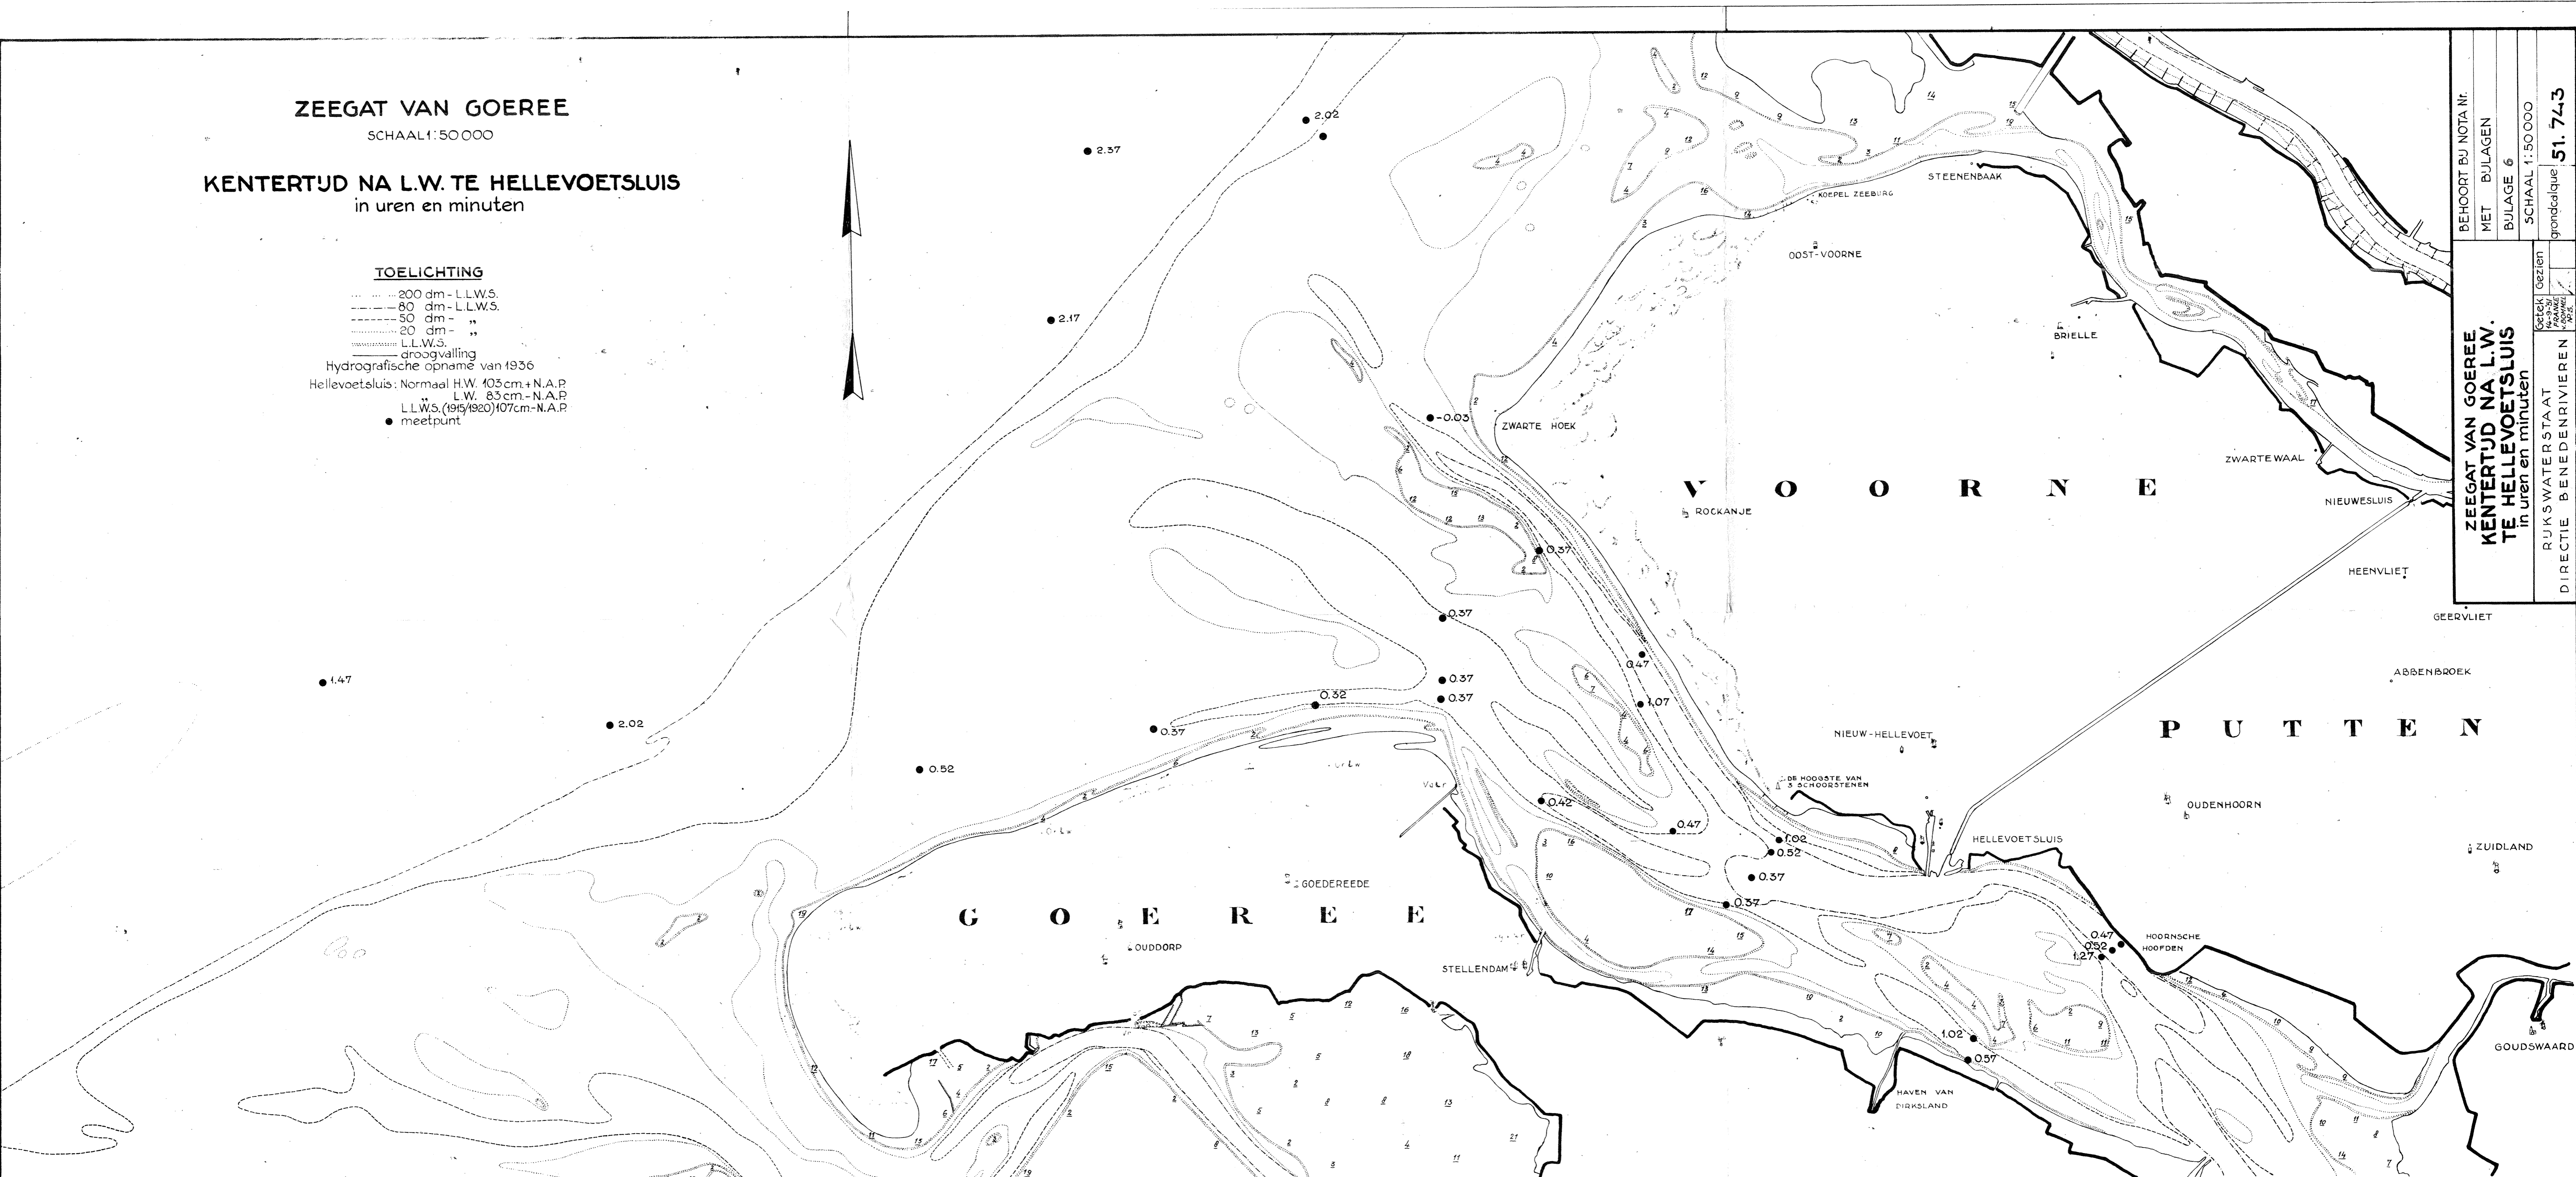 ZEEGAT VAN GOEREE
SCHAAL 1:50000
KENTERTIJD NA L.W. TE HELLEVOETSLUIS
in uren en minuten
TOELICHTING
200 dm - L.L.W.S.
80 dm - L.L.W.S.
50 dm - „
20 dm - „
L.L.W.S.
droogvalling
Hydrografische opname van 1936
Hellevoetsluis: Normaal H.W. 103 cm.+ N.A.P.
„ L.W. 83 cm.- N.A.P.
L.L.W.S. (1915/1920) 107 cm.- N.A.P.
meetpunt
2.37
2.02
2.17
1.47
2.02
0.52
0.37
0.32
-0.03
0.37
0.37
0.37
0.37
0.47
1.07
0.42
0.47
1.02
0.52
0.37
0.37
0.47
0.52
1.27
1.02
0.57
STEENENBAAK
KOEPEL ZEEBURG
OOST-VOORNE
BRIELLE
ZWARTE HOEK
VOORNE
ROCKANJE
ZWARTEWAAL
NIEUWESLUIS
HEENVLIET
GEERVLIET
ABBENBROEK
PUTTEN
NIEUW-HELLEVOET
DE HOOGSTE VAN
3 SCHOORSTENEN
OUDENHOORN
HELLEVOETSLUIS
ZUIDLAND
GOEDEREEDE
GOEREE
OUDDORP
STELLENDAM
HOORNSCHE
HOOFDEN
GOUDSWAARD
HAVEN VAN
DIRKSLAND
BEHOORT BIJ NOTA Nr.
MET BIJLAGEN
BIJLAGE 6
SCHAAL 1:50000
grondcalque 51.743
ZEEGAT VAN GOEREE
KENTERTIJD NA L.W.
TE HELLEVOETSLUIS
in uren en minuten
Getek
Gezien
RIJKSWATERSTAAT
DIRECTIE BENEDENRIVIEREN